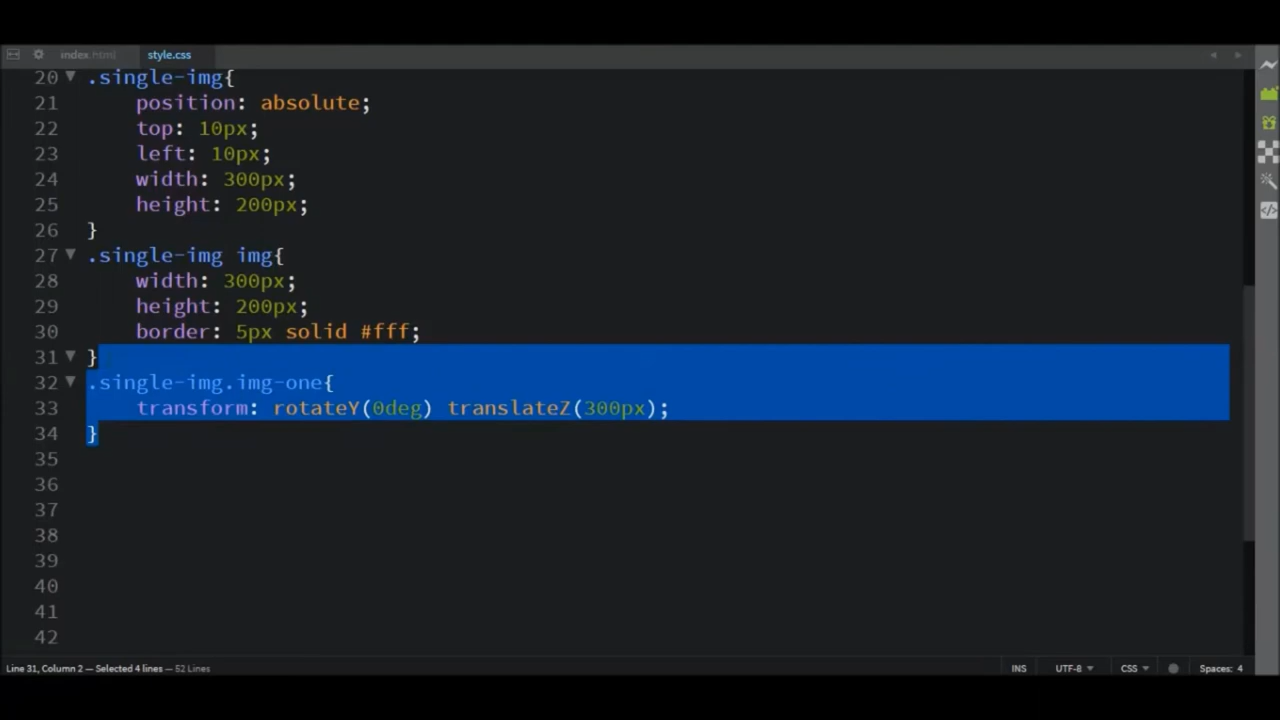 index.html style.css
20 ▼ .single-img{
21 position: absolute;
22 top: 10px;
23 left: 10px;
24 width: 300px;
25 height: 200px;
26 }
27 ▼ .single-img img{
28 width: 300px;
29 height: 200px;
30 border: 5px solid #fff;
31 ▼ }
32 ▼ .single-img.img-one{
33 transform: rotateY(0deg) translateZ(300px);
34 }
35
36
37
38
39
40
41
42
Line 31, Column 2 — Selected 4 lines — 52 Lines INS UTF-8 ▼ CSS ▼ Spaces: 4